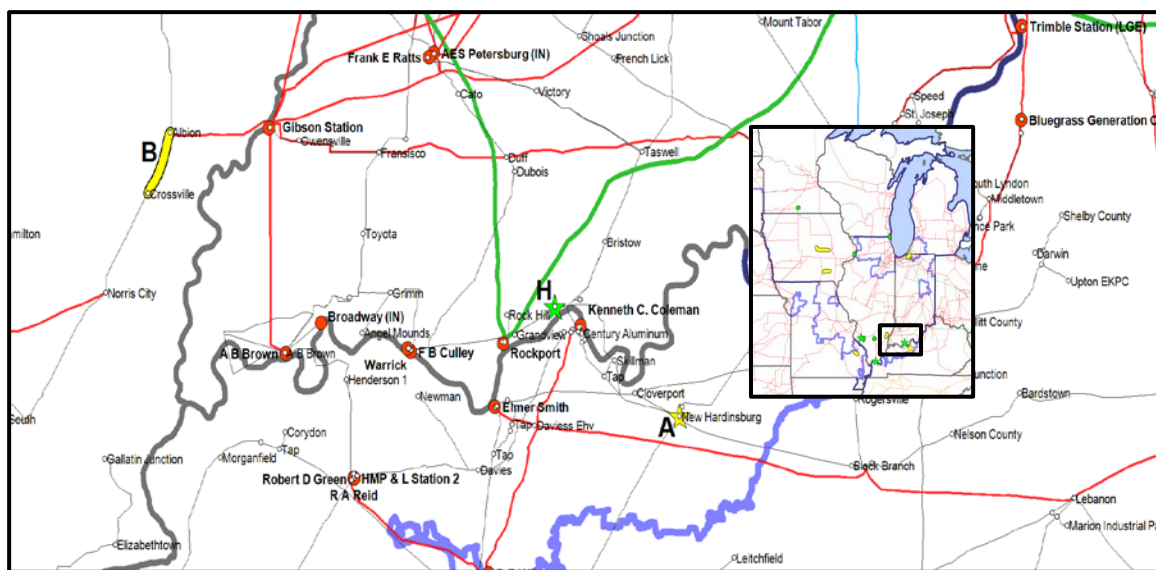 Mount Tabor
Shoals Junction
Trimble Station (LGE)
AES Petersburg (IN)
Frank E Ratts
French Lick
Cato
Victory
Speed
St. Joseph
Bluegrass Generation C
Albion
Gibson Station
Gwensville
B
Fransisco
Duff
Taswell
Dubois
Crossville
South Lyndon
Middletown
nce Park
Shelby County
Toyota
Bristow
Darwin
Upton EKPC
Norris City
Grimm
H
Kenneth C. Coleman
Broadway (IN)
Rock Hill
Angel Mounds
Grandview
Century Aluminum
A B Brown
A B Brown
F B Culley
Rockport
Warrick
Skillman
Henderson 1
Tap
Newman
Cloverport
Bardstown
Rogersville
Elmer Smith
New Hardinsburg
A
South
Corydon
Tap
Tap
Daviess Ehv
Nelson County
Gallatin Junction
Morganfield
Tap
Davies
Black Branch
Robert D Green
HMP & L Station 2
R A Reid
Lebanon
Marion Industrial Pa
Elizabethtown
Leitchfield